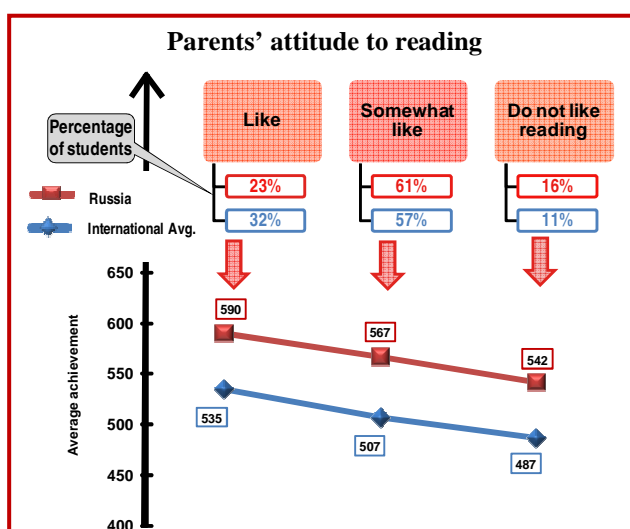 Parents' attitude to reading
Like
Somewhat
like
Do not like
reading
Percentage
of students
23%
61%
16%
Russia
32%
57%
11%
International Avg.
650
600
550
500
450
400
Average achievement
590
567
542
535
507
487